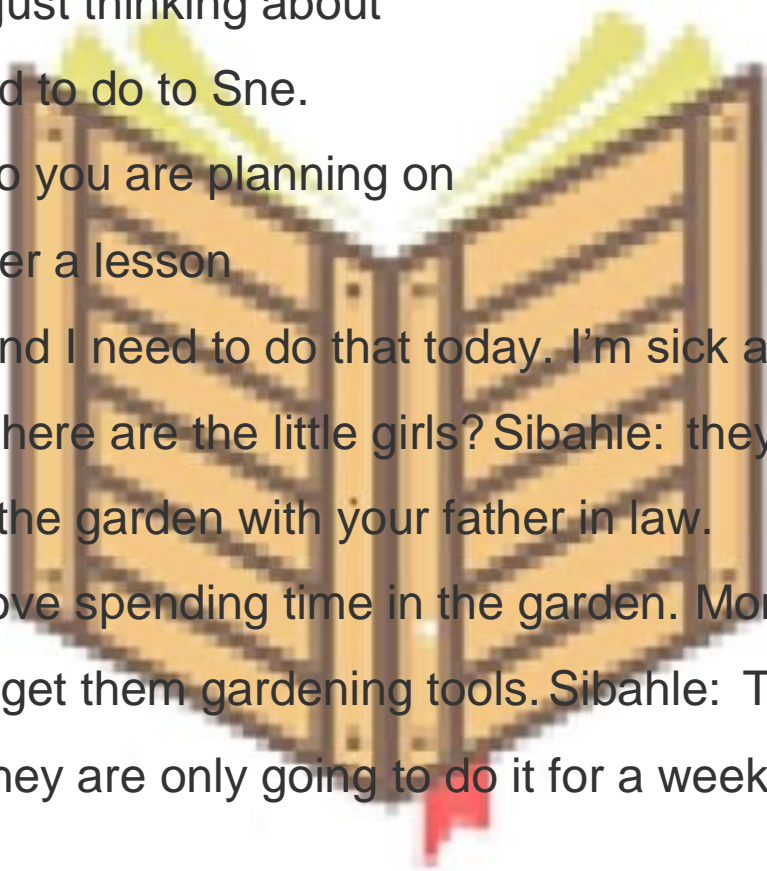 just thinking about
d to do to Sne.
o you are planning on
er a lesson
nd I need to do that today. I’m sick a
here are the little girls? Sibahle: they
the garden with your father in law.
ove spending time in the garden. Mor
get them gardening tools. Sibahle: T
hey are only going to do it for a week